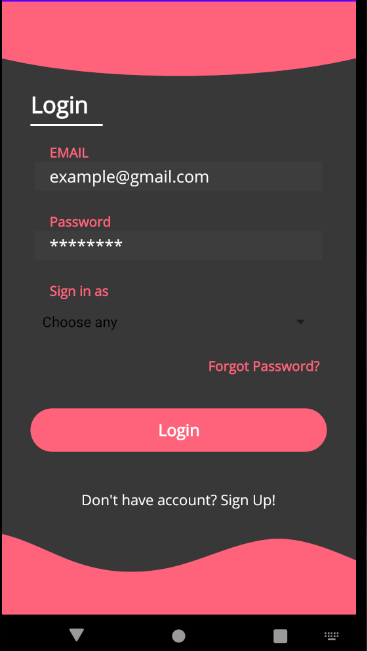 Login
EMAIL
example@gmail.com
Password
********
Sign in as
Choose any
Forgot Password?
Login
Don't have account? Sign Up!